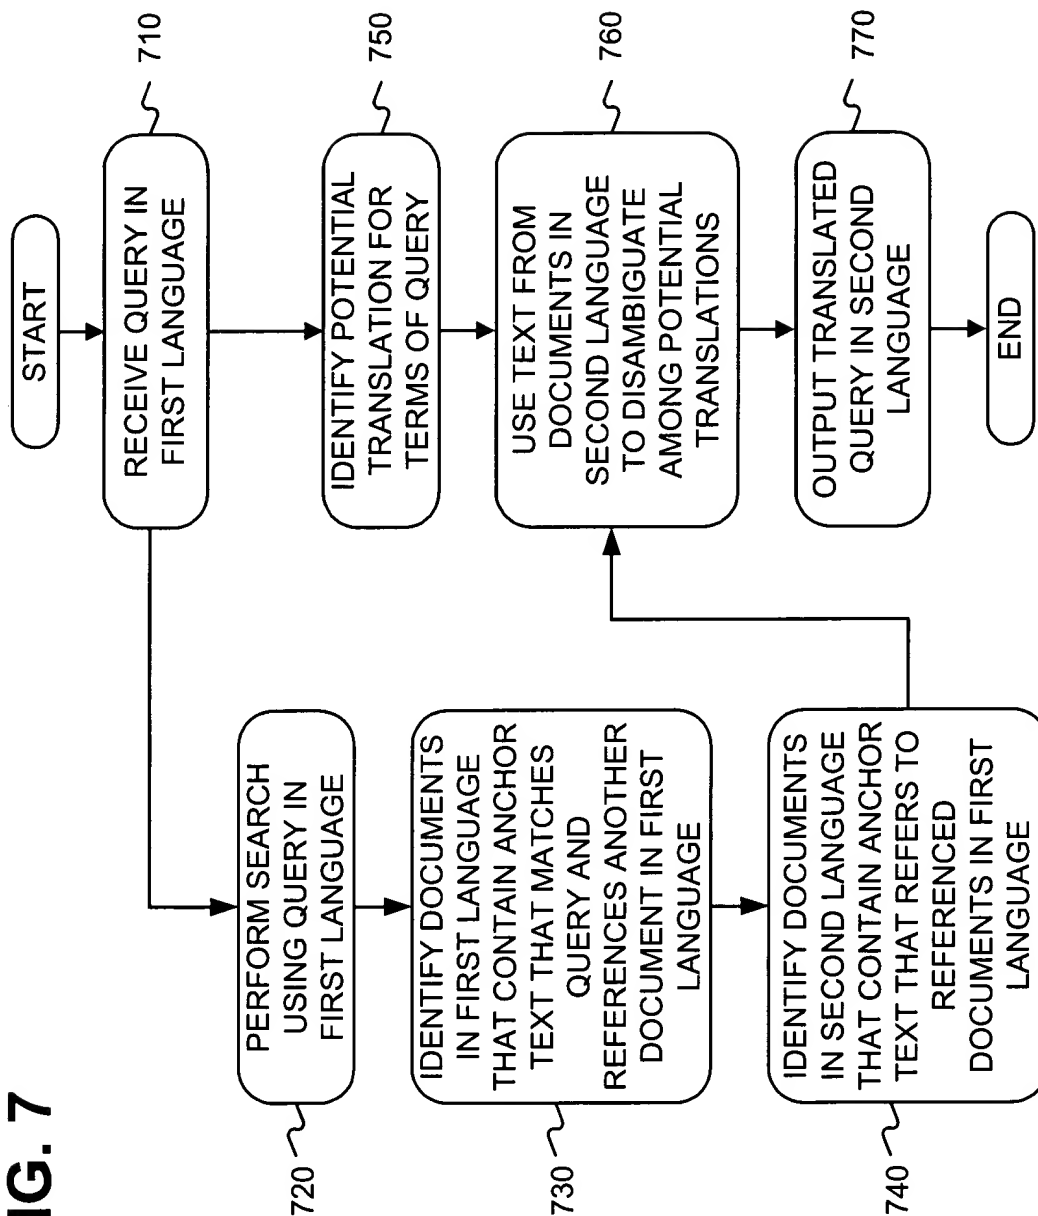 IG. 7
START
RECEIVE QUERY IN
FIRST LANGUAGE
710
PERFORM SEARCH
USING QUERY IN
FIRST LANGUAGE
720
IDENTIFY DOCUMENTS
IN FIRST LANGUAGE
THAT CONTAIN ANCHOR
TEXT THAT MATCHES
QUERY AND
REFERENCES ANOTHER
DOCUMENT IN FIRST
LANGUAGE
730
IDENTIFY DOCUMENTS
IN SECOND LANGUAGE
THAT CONTAIN ANCHOR
TEXT THAT REFERS TO
REFERENCED
DOCUMENTS IN FIRST
LANGUAGE
740
IDENTIFY POTENTIAL
TRANSLATION FOR
TERMS OF QUERY
750
USE TEXT FROM
DOCUMENTS IN
SECOND LANGUAGE
TO DISAMBIGUATE
AMONG POTENTIAL
TRANSLATIONS
760
OUTPUT TRANSLATED
QUERY IN SECOND
LANGUAGE
770
END